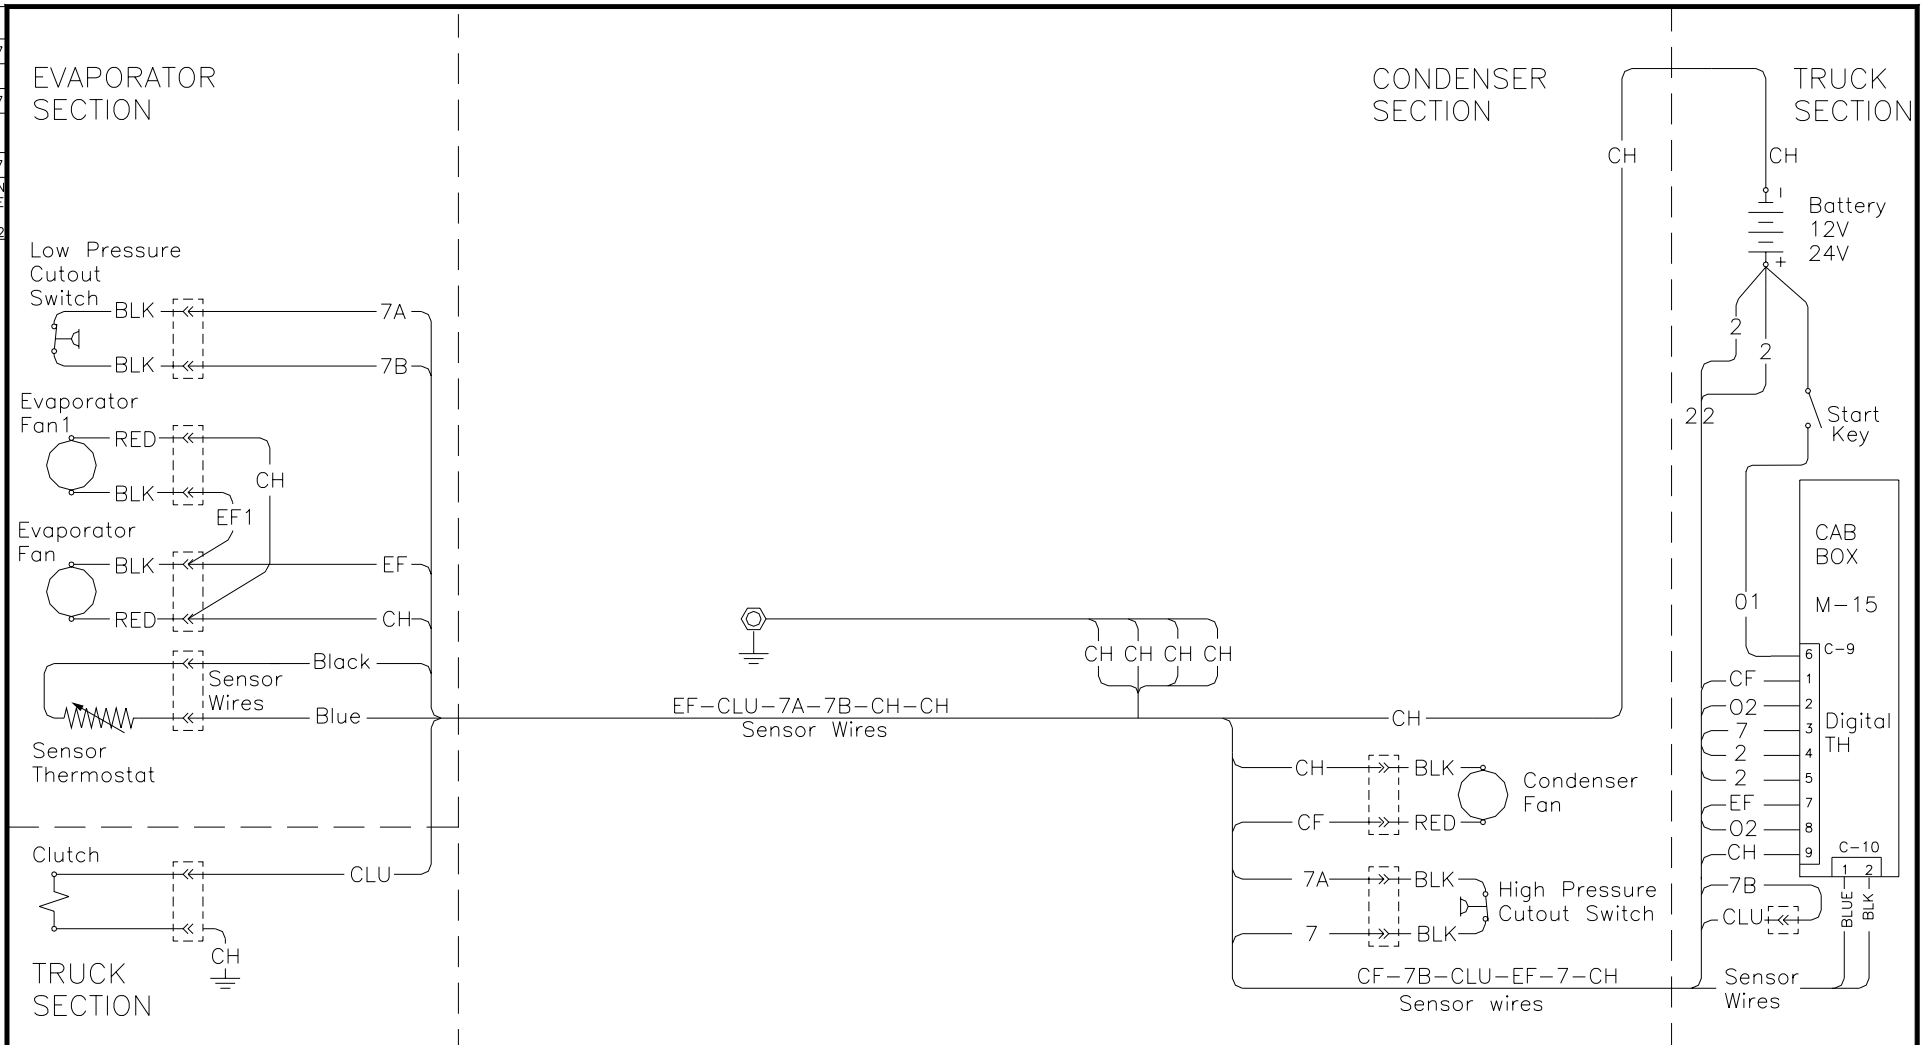 EVAPORATOR
SECTION
CONDENSER
SECTION
TRUCK
SECTION
CH
CH
-
Battery
12V
24V
+
Low Pressure
Cutout
Switch
BLK
7A
BLK
7B
2
2
22
Start
Key
Evaporator
Fan1
RED
CH
BLK
EF1
Evaporator
Fan
BLK
EF
RED
CH
CAB
BOX
M-15
01
CH CH CH CH
Black
Sensor
Wires
Blue
Sensor
Thermostat
EF-CLU-7A-7B-CH-CH
Sensor Wires
CH
CH
BLK
Condenser
Fan
CF
RED
7A
BLK
High Pressure
Cutout Switch
7
BLK
6 C-9
CF 1
02 2
7 3
2 4
2 5
EF 7
02 8
CH 9
Digital
TH
C-10
1 2
7B
CLU
BLUE
BLK
Clutch
CLU
CH
TRUCK
SECTION
CF-7B-CLU-EF-7-CH
Sensor wires
Sensor
Wires